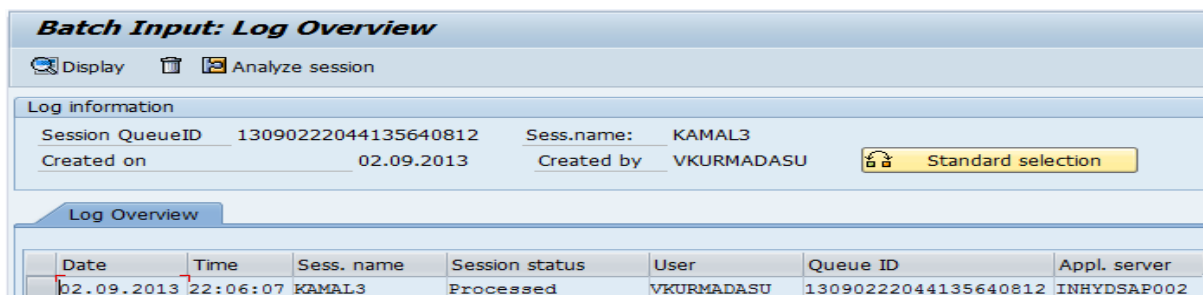 Batch Input: Log Overview
Display Analyze session
Log information
Session QueueID 13090222044135640812 Sess.name: KAMAL3
Created on 02.09.2013 Created by VKURMADASU Standard selection
Log Overview
Date Time Sess. name Session status User Queue ID Appl. server
02.09.2013 22:06:07 KAMAL3 Processed VKURMADASU 13090222044135640812 INHYDSAP002